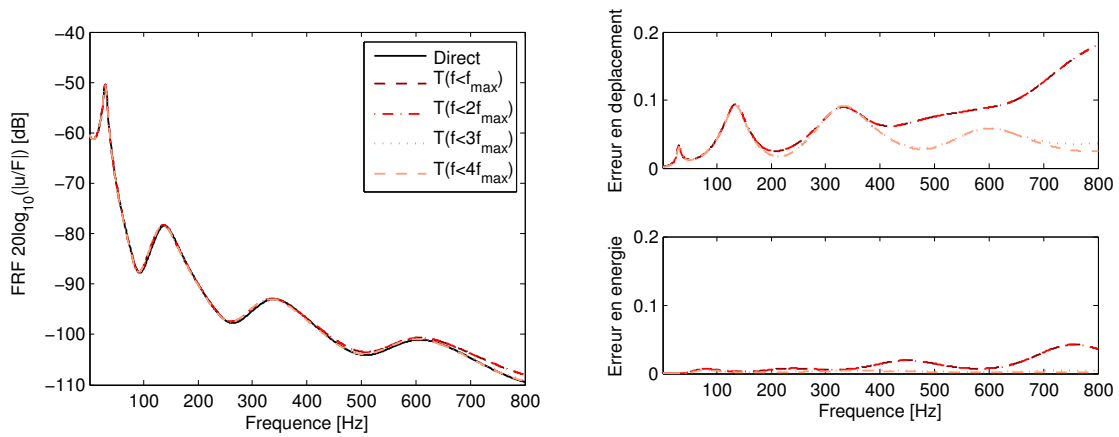 −40
−50
−60
−70
−80
−90
−100
−110
FRF 20log10(|u/F|) [dB]
100 200 300 400 500 600 700 800
Frequence [Hz]
Direct
T(f<fmax)
T(f<2fmax)
T(f<3fmax)
T(f<4fmax)
0.2
0.1
0
Erreur en deplacement
100 200 300 400 500 600 700 800
0.2
0.1
0
Erreur en energie
100 200 300 400 500 600 700 800
Frequence [Hz]